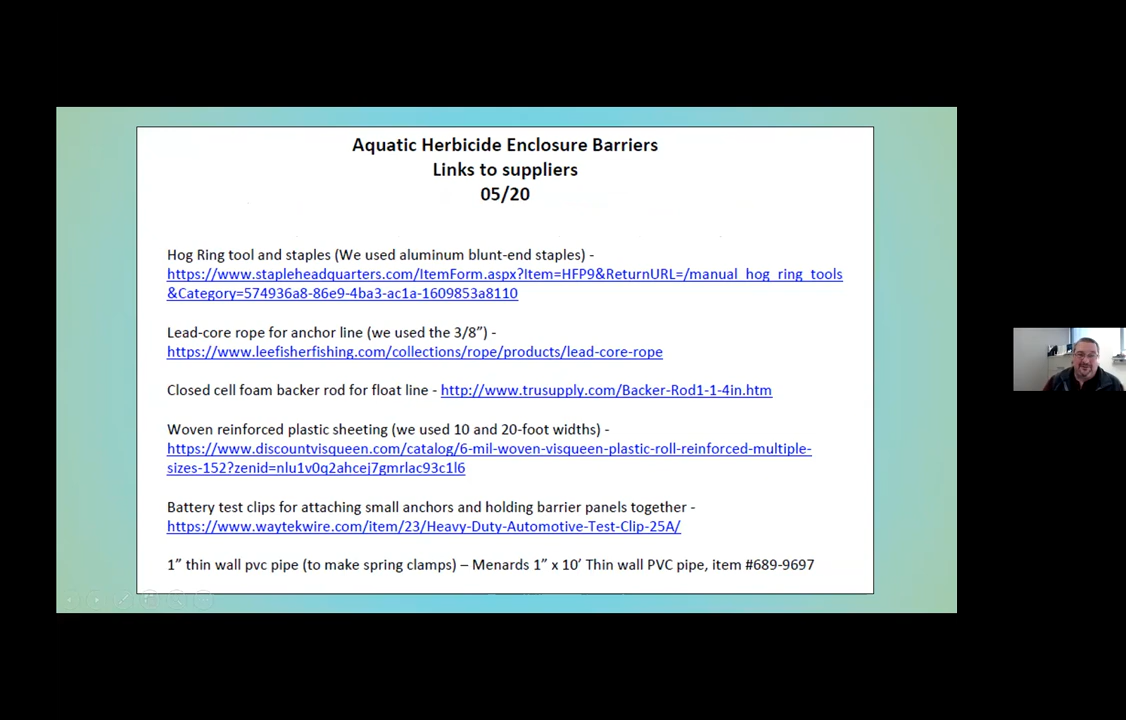 Aquatic Herbicide Enclosure Barriers
Links to suppliers
05/20
Hog Ring tool and staples (We used aluminum blunt-end staples) -
https://www.stapleheadquarters.com/ItemForm.aspx?Item=HFP9&ReturnURL=/manual_hog_ring_tools
&Category=574936a8-86e9-4ba3-ac1a-1609853a8110
Lead-core rope for anchor line (we used the 3/8”) -
https://www.leefisherfishing.com/collections/rope/products/lead-core-rope
Closed cell foam backer rod for float line - http://www.trusupply.com/Backer-Rod1-1-4in.htm
Woven reinforced plastic sheeting (we used 10 and 20-foot widths) -
https://www.discountvisqueen.com/catalog/6-mil-woven-visqueen-plastic-roll-reinforced-multiple-
sizes-152?zenid=nlu1v0q2ahcej7gmrlac93c1l6
Battery test clips for attaching small anchors and holding barrier panels together -
https://www.waytekwire.com/item/23/Heavy-Duty-Automotive-Test-Clip-25A/
1” thin wall pvc pipe (to make spring clamps) – Menards 1” x 10’ Thin wall PVC pipe, item #689-9697